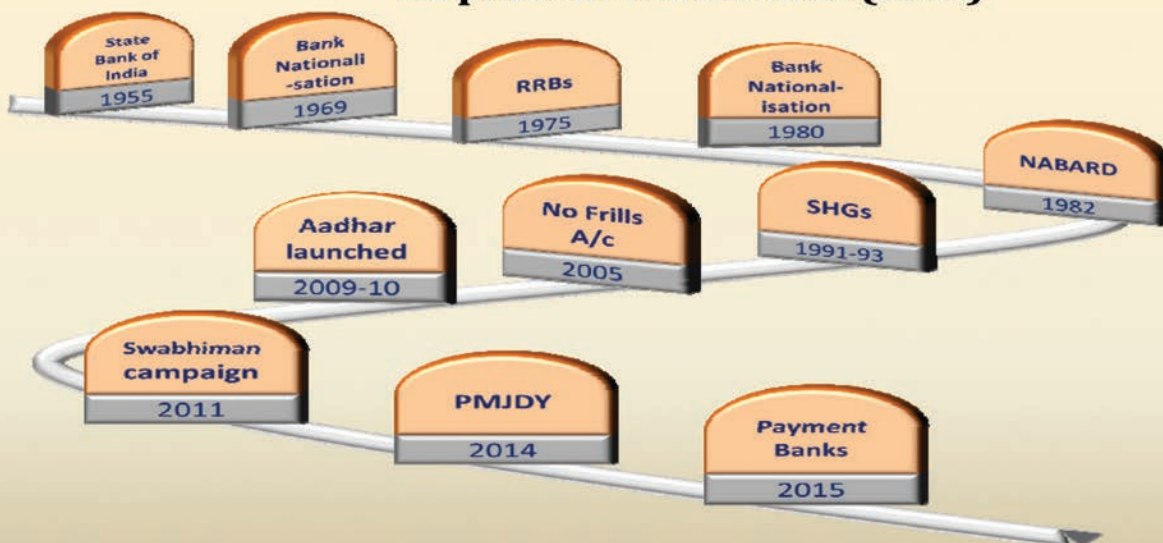 State
Bank of
India
1955
Bank
Nationali
-sation
1969
RRBs
1975
Bank
National-
isation
1980
NABARD
1982
SHGs
1991-93
No Frills
A/c
2005
Aadhar
launched
2009-10
Swabhiman
campaign
2011
PMJDY
2014
Payment
Banks
2015